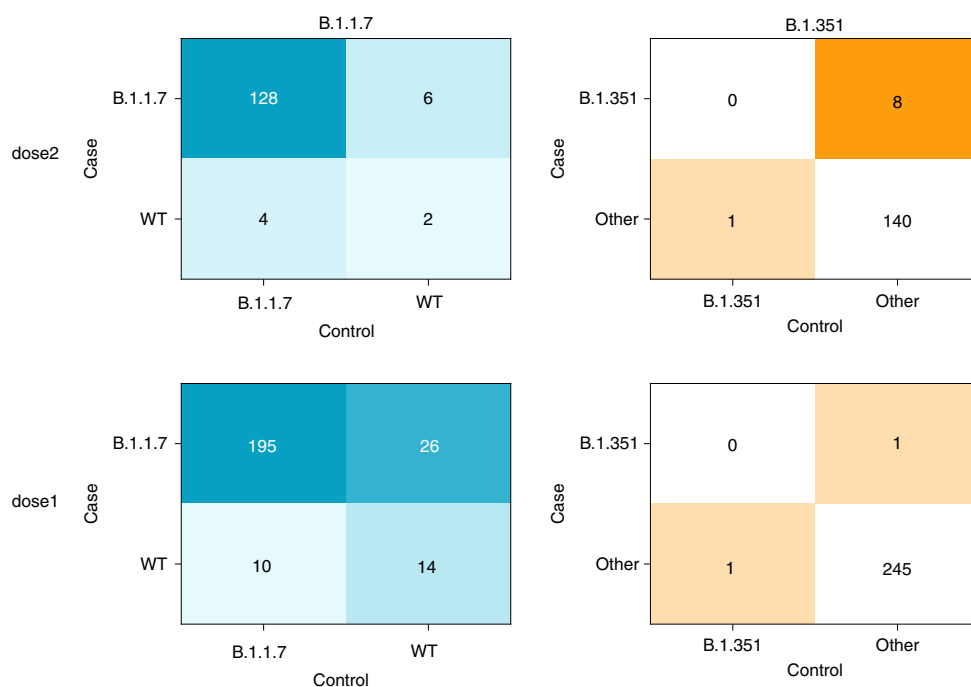 B.1.1.7
B.1.351
dose2
Case
B.1.1.7
128
6
WT
4
2
B.1.1.7
WT
Control
Case
B.1.351
0
8
Other
1
140
B.1.351
Other
Control
dose1
Case
B.1.1.7
195
26
WT
10
14
B.1.1.7
WT
Control
Case
B.1.351
0
1
Other
1
245
B.1.351
Other
Control